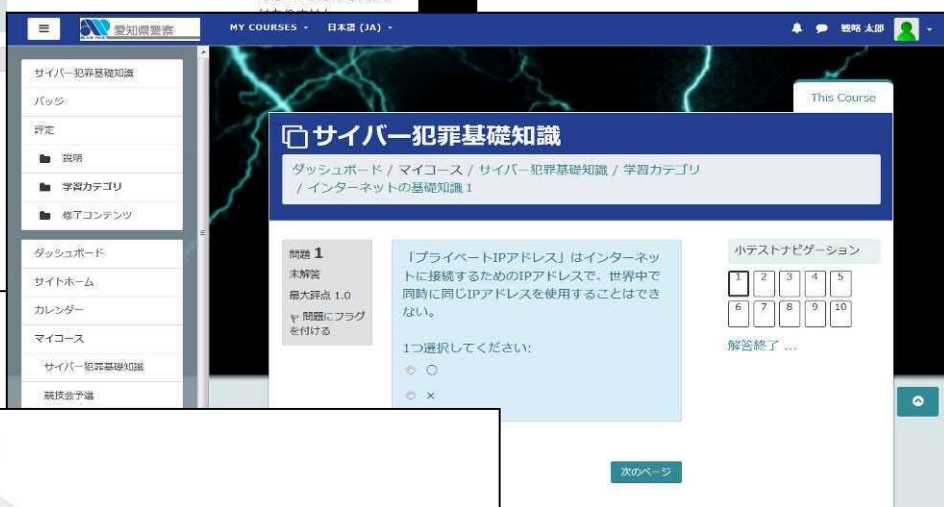 愛知県警察
MY COURSES
日本語 (JA)
戦略 太郎
サイバー犯罪基礎知識
バッジ
評定
説明
学習カテゴリ
修了コンテンツ
ダッシュボード
サイトホーム
カレンダー
マイコース
サイバー犯罪基礎知識
競技会予選
This Course
サイバー犯罪基礎知識
ダッシュボード / マイコース / サイバー犯罪基礎知識 / 学習カテゴリ
/ インターネットの基礎知識 1
問題 1
未解答
最大評点 1.0
問題にフラグ
を付ける
「プライベートIPアドレス」はインターネッ
トに接続するためのIPアドレスで、世界中で
同時に同じIPアドレスを使用することはでき
ない。
1つ選択してください:
○
×
次のページ
小テストナビゲーション
1 2 3 4 5
6 7 8 9 10
解答終了 ...